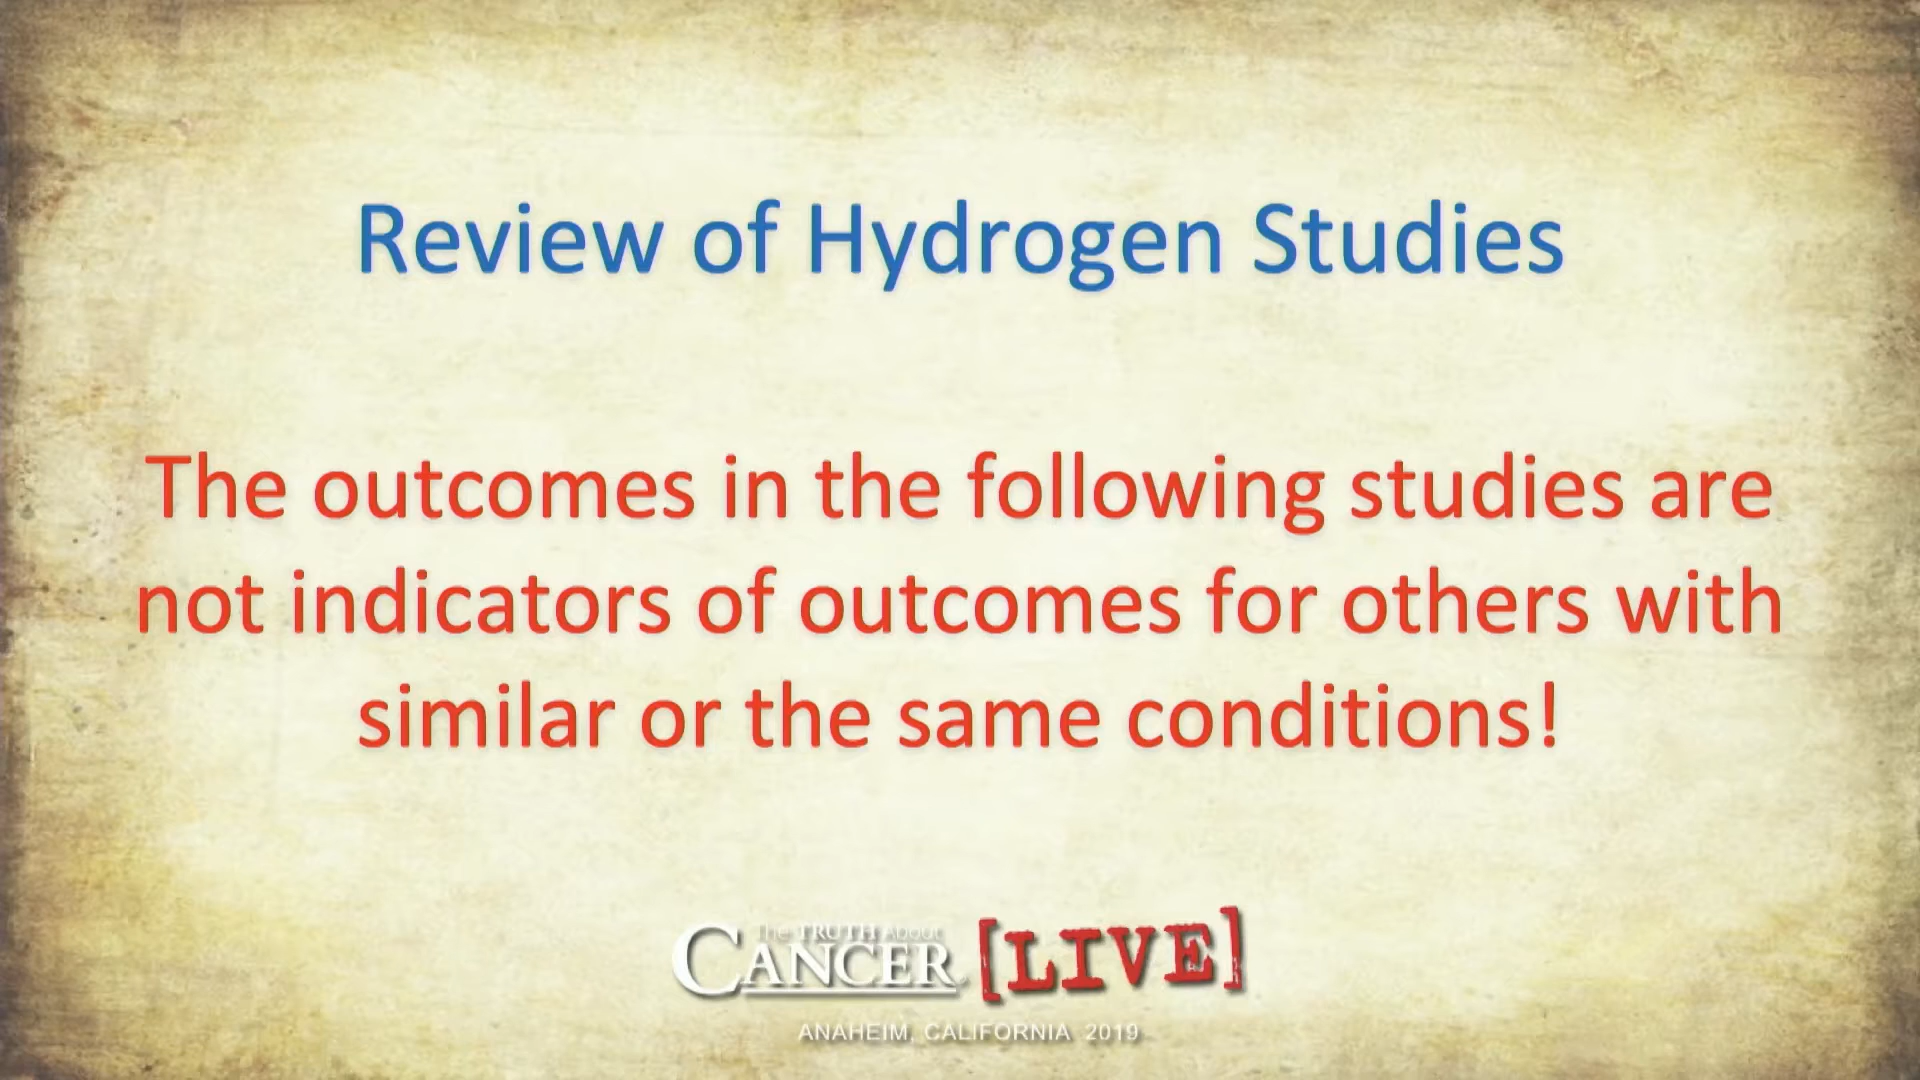 Review of Hydrogen Studies
The outcomes in the following studies are
not indicators of outcomes for others with
similar or the same conditions!
The TRUTH About
CANCER [LIVE]
ANAHEIM, CALIFORNIA 2019